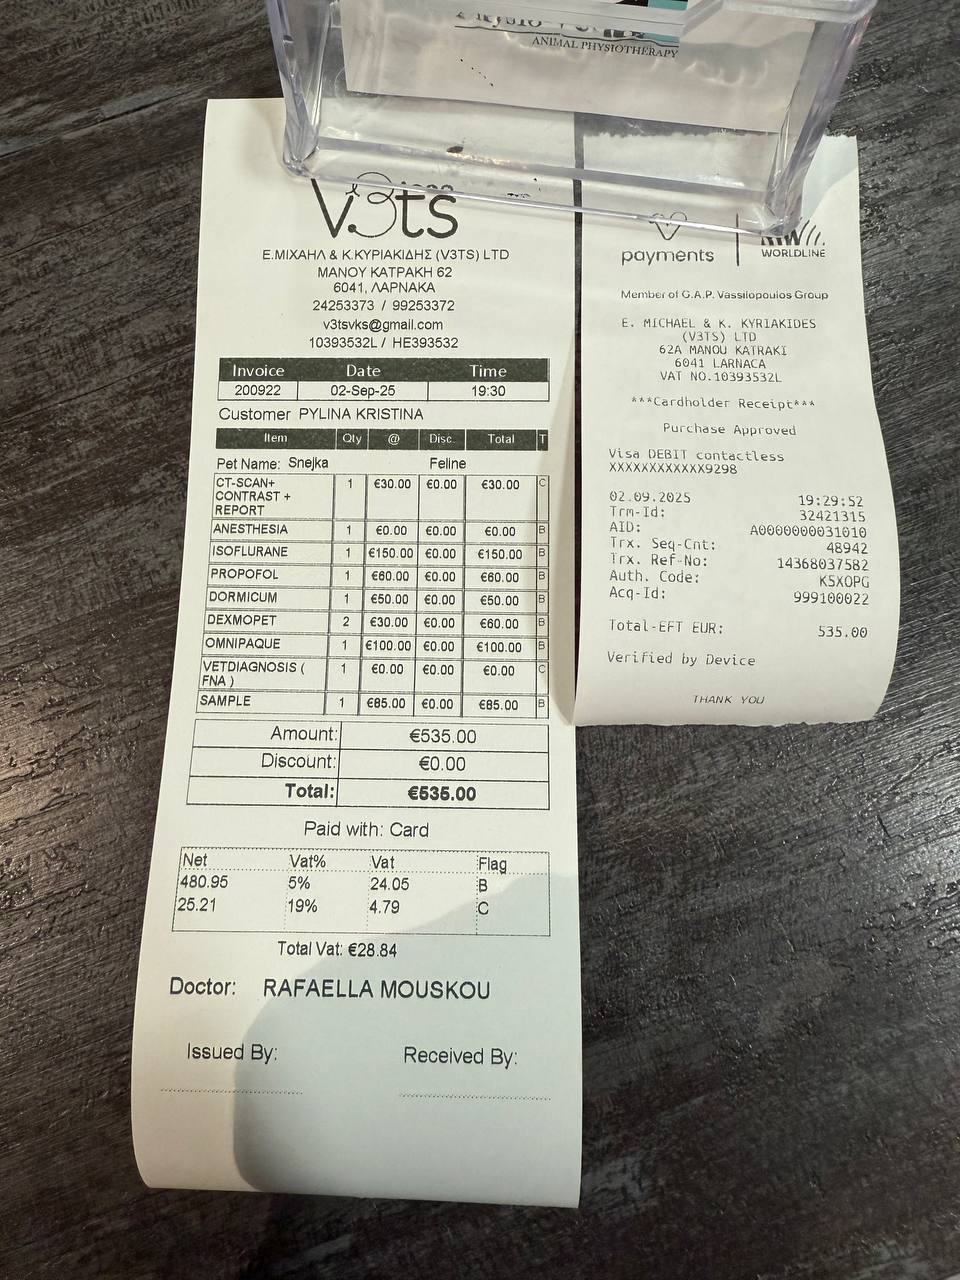 ANIMAL PHYSIOTHERAPY
V3ts
Ε.ΜΙΧΑΗΛ & Κ.ΚΥΡΙΑΚΙΔΗΣ (V3TS) LTD
ΜΑΝΟΥ ΚΑΤΡΑΚΗ 62
6041, ΛΑΡΝΑΚΑ
24253373 / 99253372
v3tsvks@gmail.com
10393532L / HE393532
Invoice Date Time
200922 02-Sep-25 19:30
Customer PYLINA KRISTINA
Item Qty @ Disc. Total T
Pet Name: Snejka Feline
CT-SCAN+ 1 €30.00 €0.00 €30.00 C
CONTRAST +
REPORT
ANESTHESIA 1 €0.00 €0.00 €0.00 B
ISOFLURANE 1 €150.00 €0.00 €150.00 B
PROPOFOL 1 €60.00 €0.00 €60.00 B
DORMICUM 1 €50.00 €0.00 €50.00 B
DEXMOPET 2 €30.00 €0.00 €60.00 B
OMNIPAQUE 1 €100.00 €0.00 €100.00 B
VETDIAGNOSIS ( 1 €0.00 €0.00 €0.00 C
FNA )
SAMPLE 1 €85.00 €0.00 €85.00 B
Amount: €535.00
Discount: €0.00
Total: €535.00
Paid with: Card
Net Vat% Vat Flag
480.95 5% 24.05 B
25.21 19% 4.79 C
Total Vat: €28.84
Doctor: RAFAELLA MOUSKOU
Issued By: Received By:
payments
WORLDLINE
Member of G.A.P. Vassilopoulos Group
E. MICHAEL & K. KYRIAKIDES
(V3TS) LTD
62A MANOU KATRAKI
6041 LARNACA
VAT NO.10393532L
***Cardholder Receipt***
Purchase Approved
Visa DEBIT contactless
XXXXXXXXXXXX9298
02.09.2025 19:29:52
Trm-Id: 32421315
AID: A0000000031010
Trx. Seq-Cnt: 48942
Trx. Ref-No: 14368037582
Auth. Code: K5XOPG
Acq-Id: 999100022
Total-EFT EUR: 535.00
Verified by Device
THANK YOU